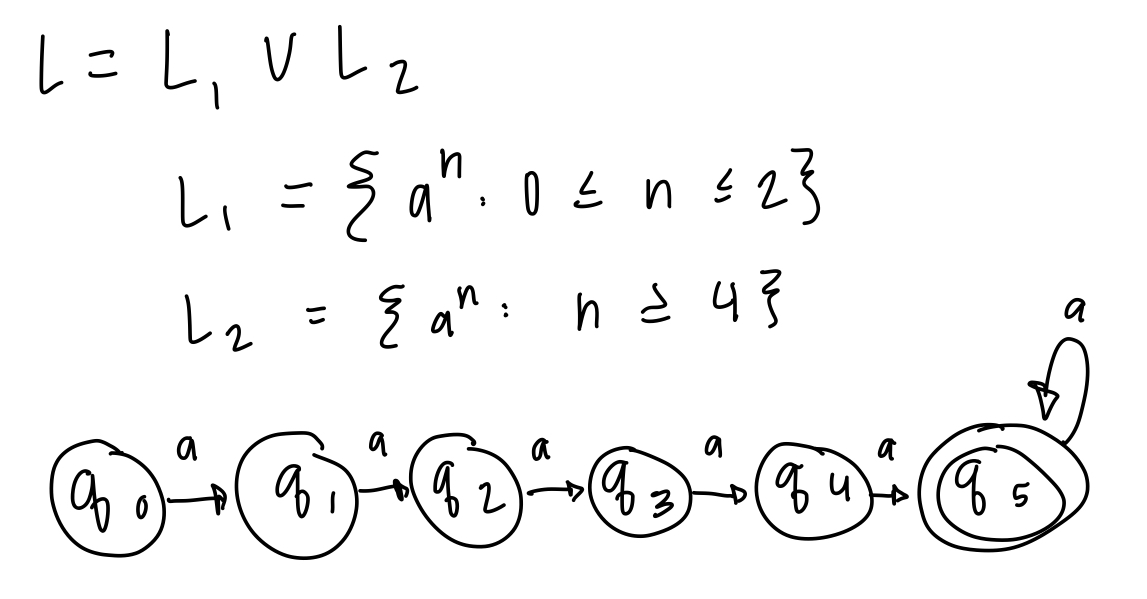 L = L₁ ∪ L₂
L₁ = { aⁿ : 0 ≤ n ≤ 2 }
L₂ = { aⁿ : n ≥ 4 }
a
a a a a a
q₀ q₁ q₂ q₃ q₄ q₅